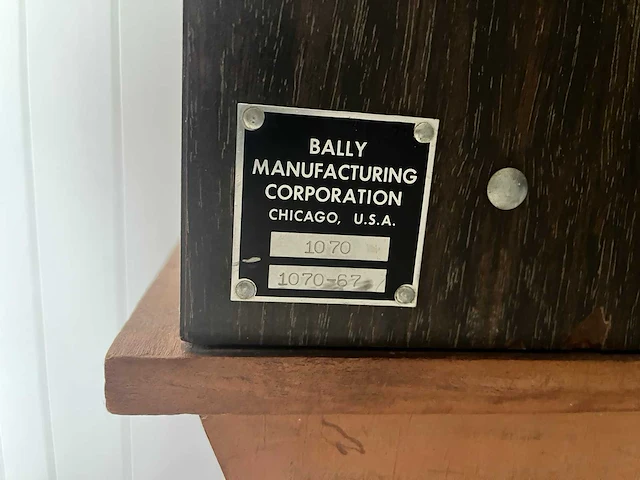 BALLY
MANUFACTURING
CORPORATION
CHICAGO, U.S.A.
1070
1070-67